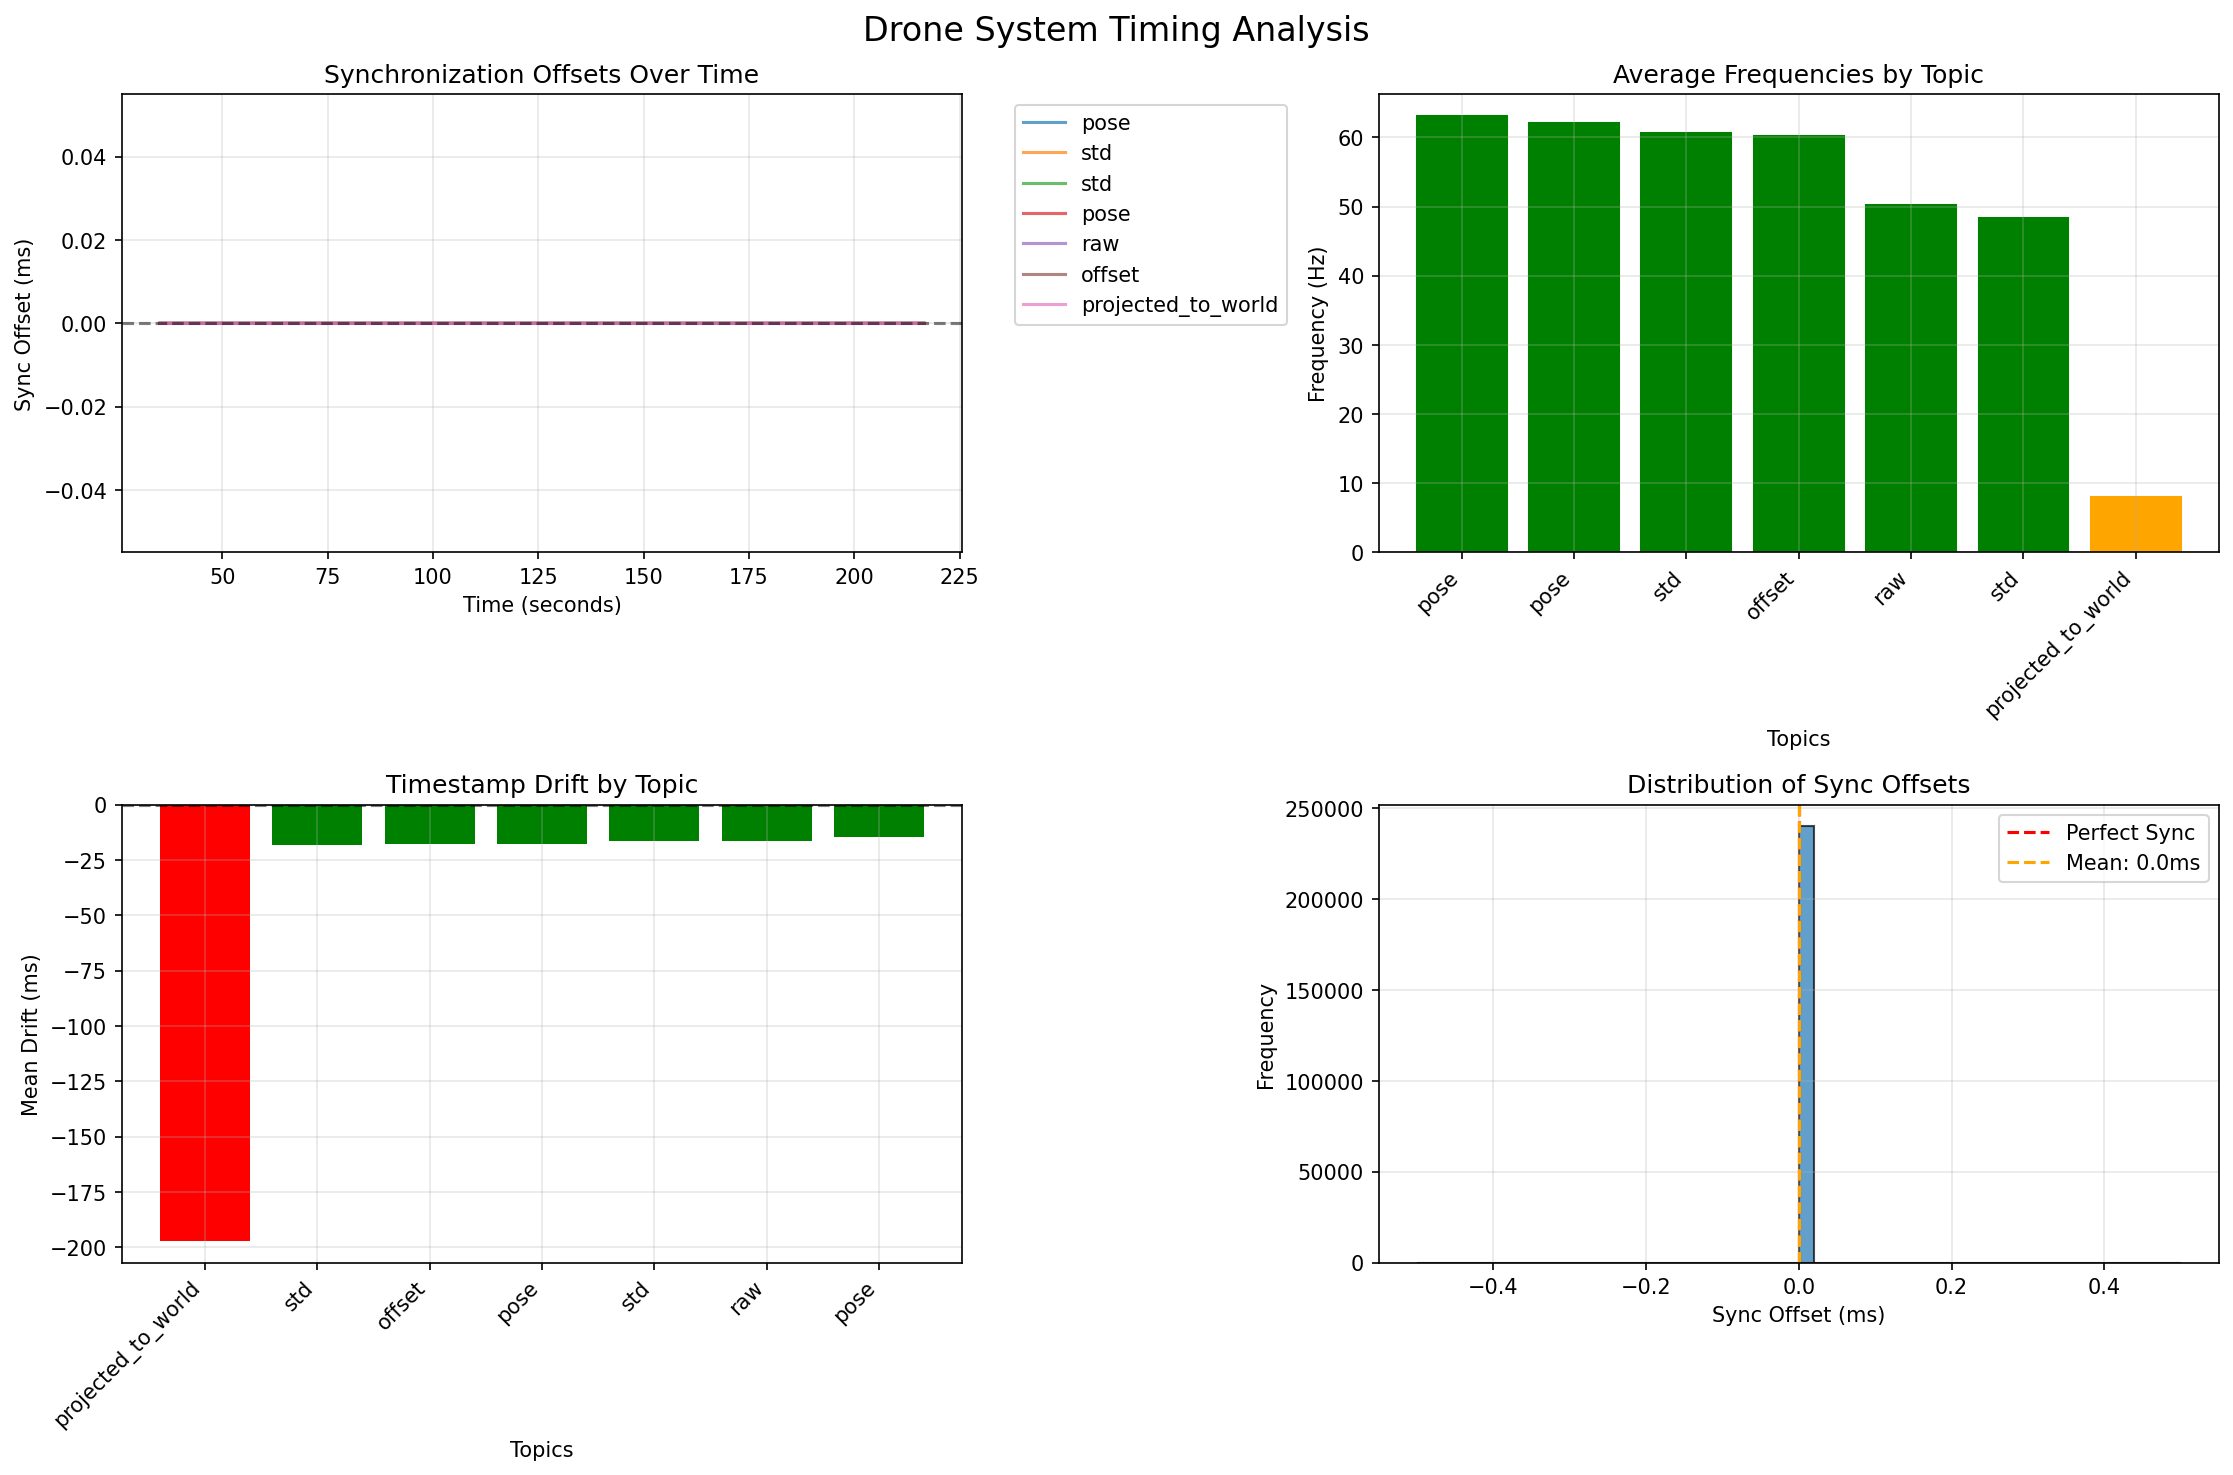 Drone System Timing Analysis
Synchronization Offsets Over Time
0.04
0.02
0.00
−0.02
−0.04
Sync Offset (ms)
50 75 100 125 150 175 200 225
Time (seconds)
pose
std
std
pose
raw
offset
projected_to_world
Average Frequencies by Topic
60
50
40
30
20
10
0
Frequency (Hz)
pose pose std offset raw std projected_to_world
Topics
Timestamp Drift by Topic
0
−25
−50
−75
−100
−125
−150
−175
−200
Mean Drift (ms)
projected_to_world std offset pose std raw pose
Topics
Distribution of Sync Offsets
250000
200000
150000
100000
50000
0
Frequency
Perfect Sync
Mean: 0.0ms
−0.4 −0.2 0.0 0.2 0.4
Sync Offset (ms)